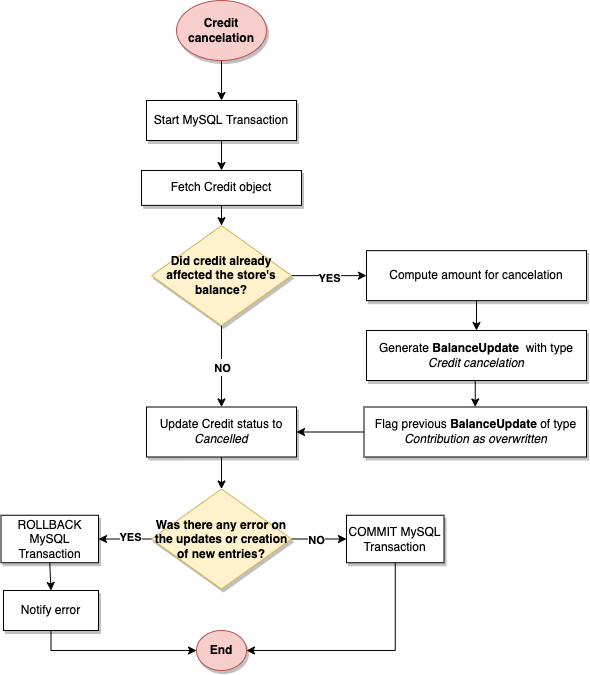 Credit
cancelation
Start MySQL Transaction
Fetch Credit object
Did credit already
affected the store's
balance?
YES
Compute amount for cancelation
Generate BalanceUpdate with type
Credit cancelation
NO
Update Credit status to
Cancelled
Flag previous BalanceUpdate of type
Contribution as overwritten
Was there any error on
the updates or creation
of new entries?
YES
NO
ROLLBACK
MySQL
Transaction
COMMIT MySQL
Transaction
Notify error
End